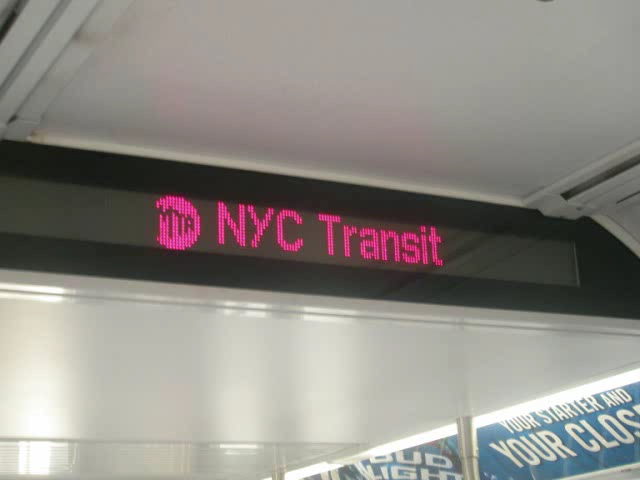 MTA NYC Transit
YOUR STARTER AND
YOUR CLOS
BUD
LIGHT